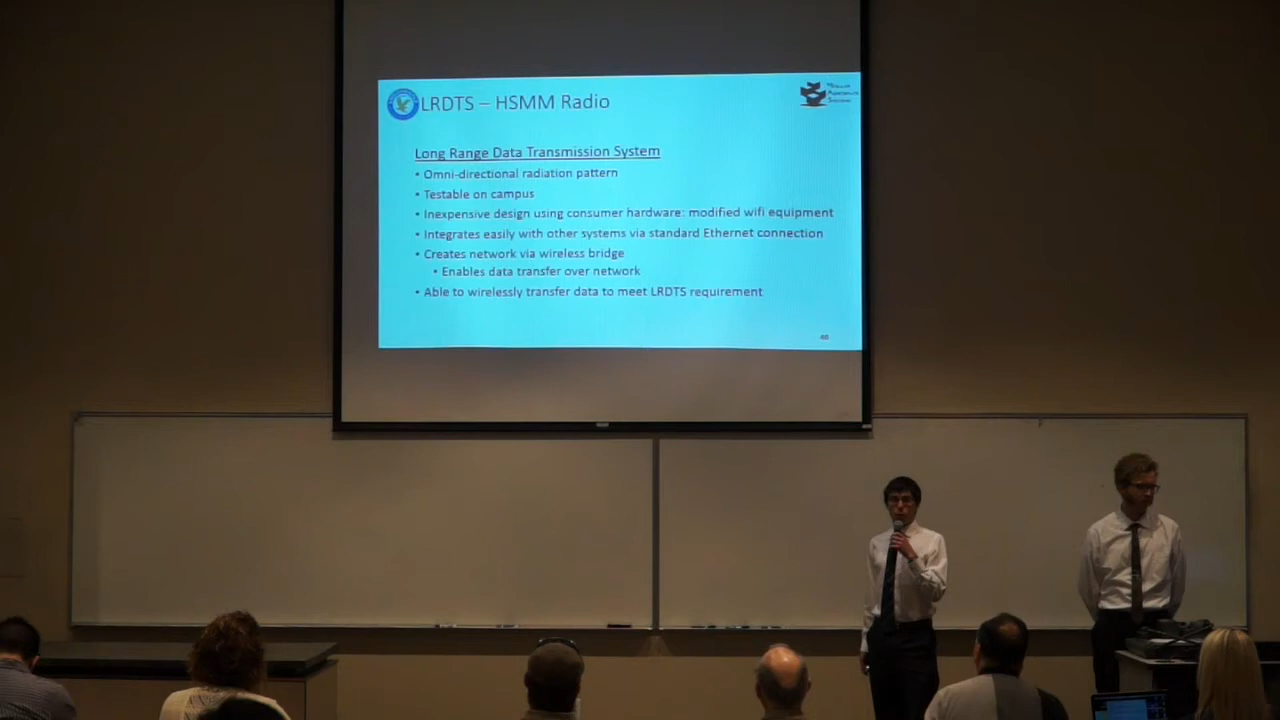 LRDTS – HSMM Radio
Long Range Data Transmission System
• Omni-directional radiation pattern
• Testable on campus
• Inexpensive design using consumer hardware: modified wifi equipment
• Integrates easily with other systems via standard Ethernet connection
• Creates network via wireless bridge
• Enables data transfer over network
• Able to wirelessly transfer data to meet LRDTS requirement